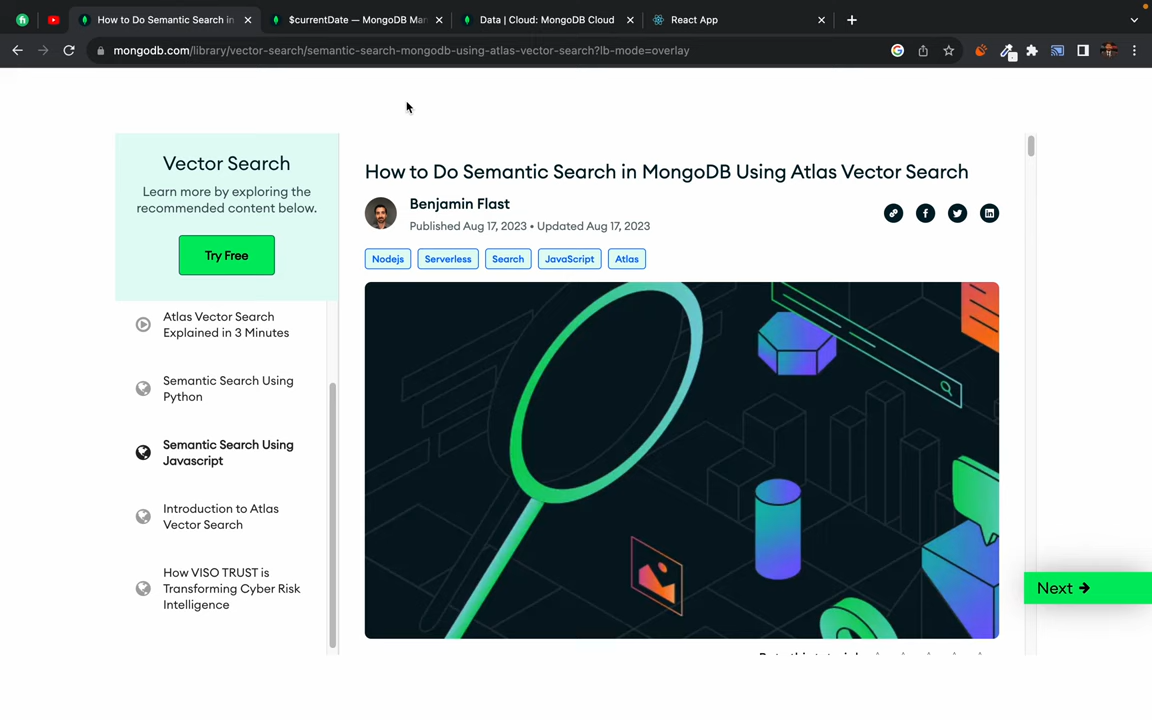 How to Do Semantic Search in
$currentDate — MongoDB Man
Data | Cloud: MongoDB Cloud
React App
mongodb.com/library/vector-search/semantic-search-mongodb-using-atlas-vector-search?lb-mode=overlay
Vector Search
Learn more by exploring the
recommended content below.
Try Free
Atlas Vector Search
Explained in 3 Minutes
Semantic Search Using
Python
Semantic Search Using
Javascript
Introduction to Atlas
Vector Search
How VISO TRUST is
Transforming Cyber Risk
Intelligence
How to Do Semantic Search in MongoDB Using Atlas Vector Search
Benjamin Flast
Published Aug 17, 2023 • Updated Aug 17, 2023
Nodejs
Serverless
Search
JavaScript
Atlas
Next →